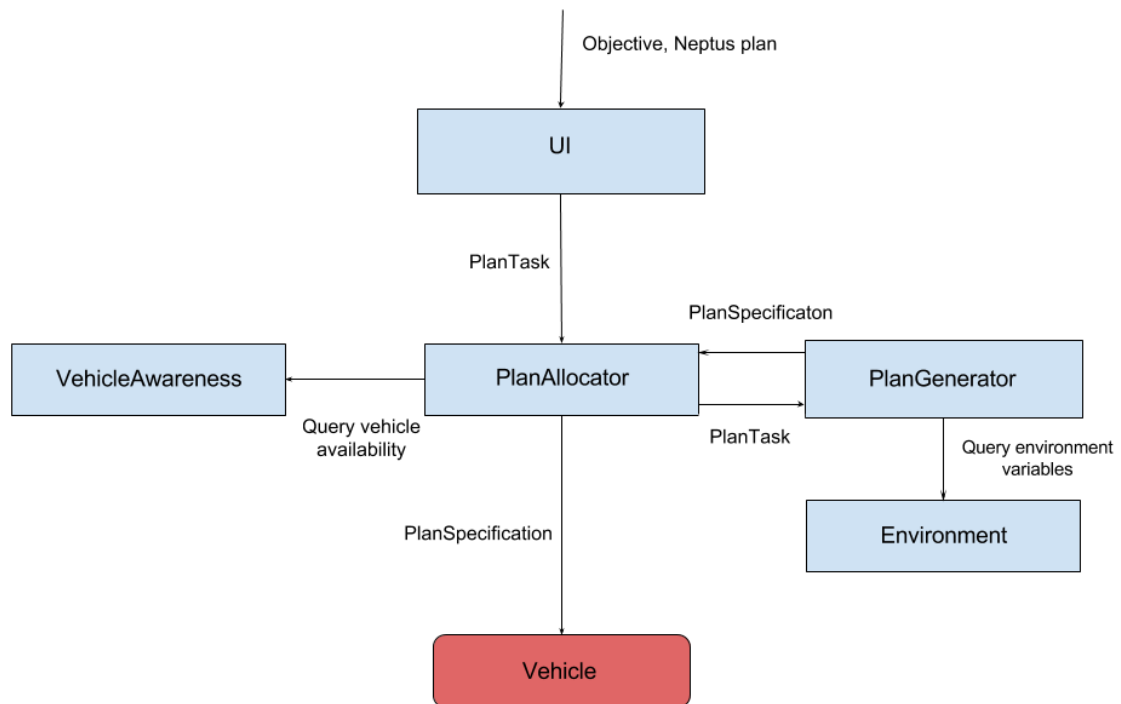 Objective, Neptus plan
UI
PlanTask
PlanSpecificaton
VehicleAwareness
PlanAllocator
PlanGenerator
Query vehicle
availability
PlanTask
Query environment
variables
PlanSpecification
Environment
Vehicle